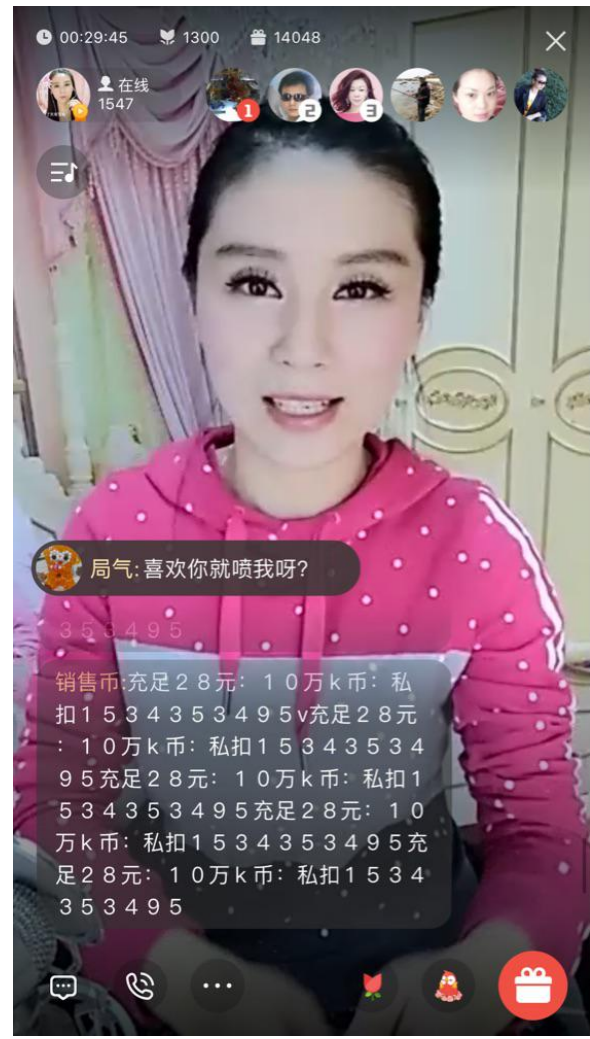 00:29:45 1300 14048
在线
1547
1 2 3
局气:喜欢你就喷我呀?
353495
销售币:充足28元：10万k币：私
扣15343534​95v充足28元
：10万k币：私扣15343534
95充足28元：10万k币：私扣1
534353495充足28元：10
万k币：私扣1534353495充
足28元：10万k币：私扣1534
353495